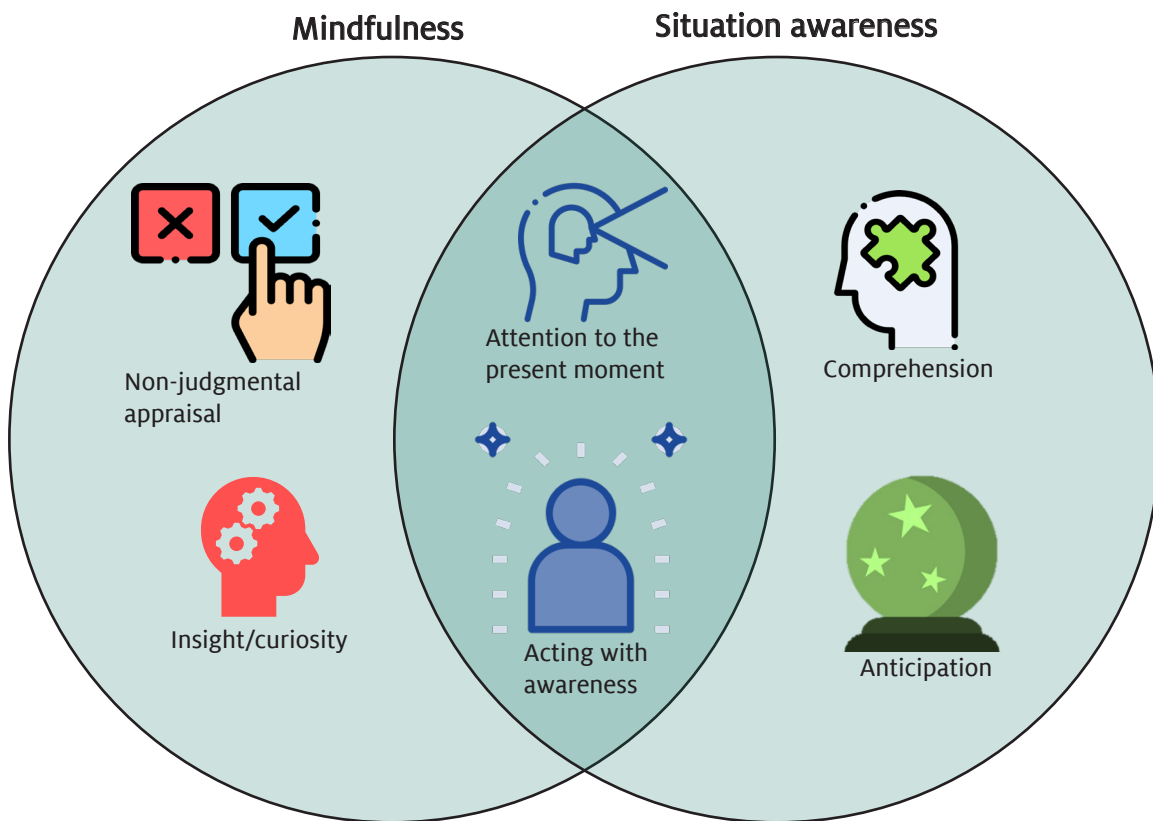 Mindfulness
Situation awareness
Non-judgmental
appraisal
Attention to the
present moment
Comprehension
Insight/curiosity
Acting with
awareness
Anticipation